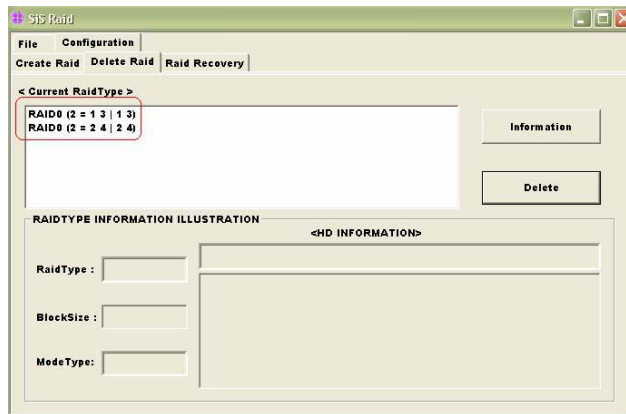 SiS Raid
File Configuration
Create Raid Delete Raid Raid Recovery
< Current RaidType >
RAID0 (2 = 1 3 | 1 3)
RAID0 (2 = 2 4 | 2 4)
Information
Delete
RAIDTYPE INFORMATION ILLUSTRATION
<HD INFORMATION>
RaidType :
BlockSize :
ModeType: